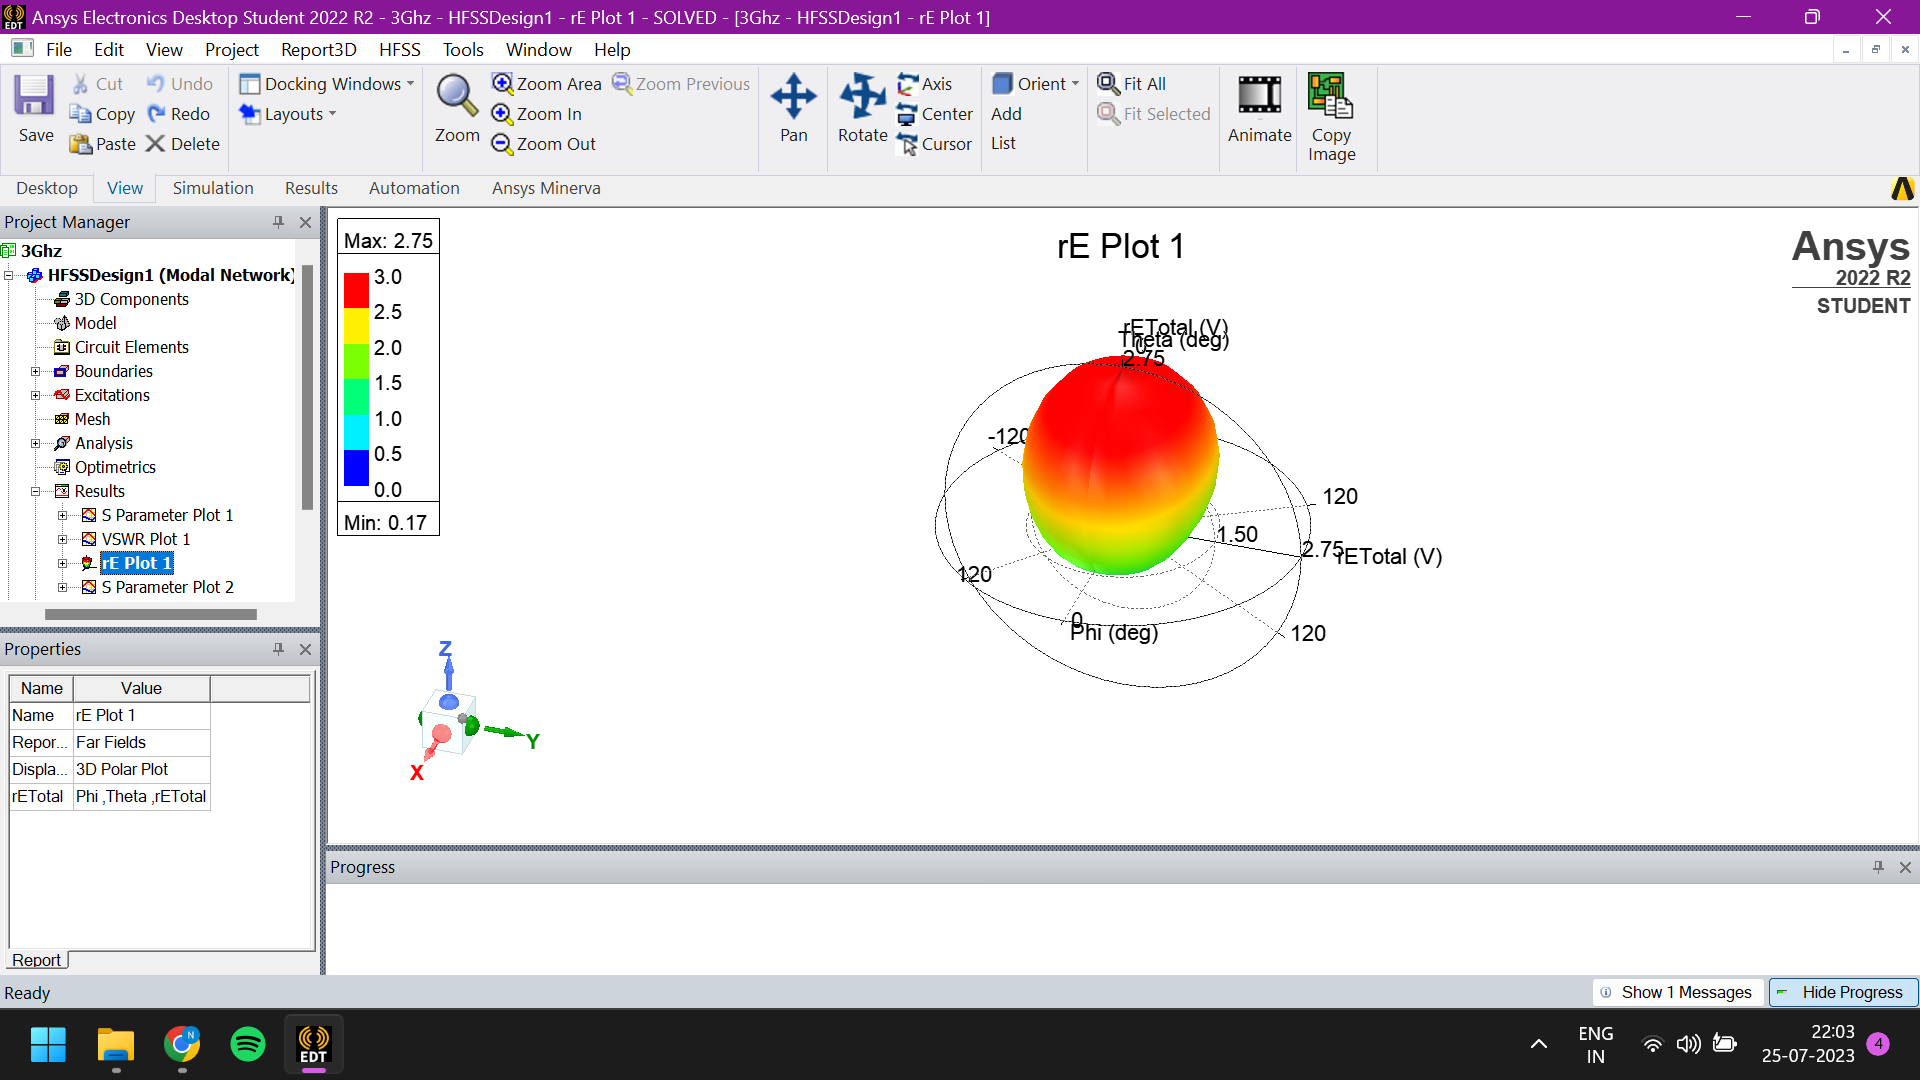 Ansys Electronics Desktop Student 2022 R2 - 3Ghz - HFSSDesign1 - rE Plot 1 - SOLVED - [3Ghz - HFSSDesign1 - rE Plot 1]
File Edit View Project Report3D HFSS Tools Window Help
Save
Cut
Copy
Paste
Undo
Redo
Delete
Docking Windows
Layouts
Zoom
Zoom Area
Zoom In
Zoom Out
Zoom Previous
Pan
Rotate
Axis
Center
Cursor
Orient
Add
List
Fit All
Fit Selected
Animate
Copy
Image
Desktop View Simulation Results Automation Ansys Minerva
Project Manager
3Ghz
HFSSDesign1 (Modal Network)
3D Components
Model
Circuit Elements
Boundaries
Excitations
Mesh
Analysis
Optimetrics
Results
S Parameter Plot 1
VSWR Plot 1
rE Plot 1
S Parameter Plot 2
Properties
Name Value
Name rE Plot 1
Repor... Far Fields
Displa... 3D Polar Plot
rETotal Phi ,Theta ,rETotal
Report
Max: 2.75
3.0
2.5
2.0
1.5
1.0
0.5
0.0
Min: 0.17
rE Plot 1
Ansys
2022 R2
STUDENT
rETotal (V)
Theta (deg)
0
2.75
-120
120
1.50
2.75
rETotal (V)
120
0
Phi (deg)
120
Z
Y
X
Progress
Ready
Show 1 Messages
Hide Progress
EDT
ENG
IN
22:03
25-07-2023
4